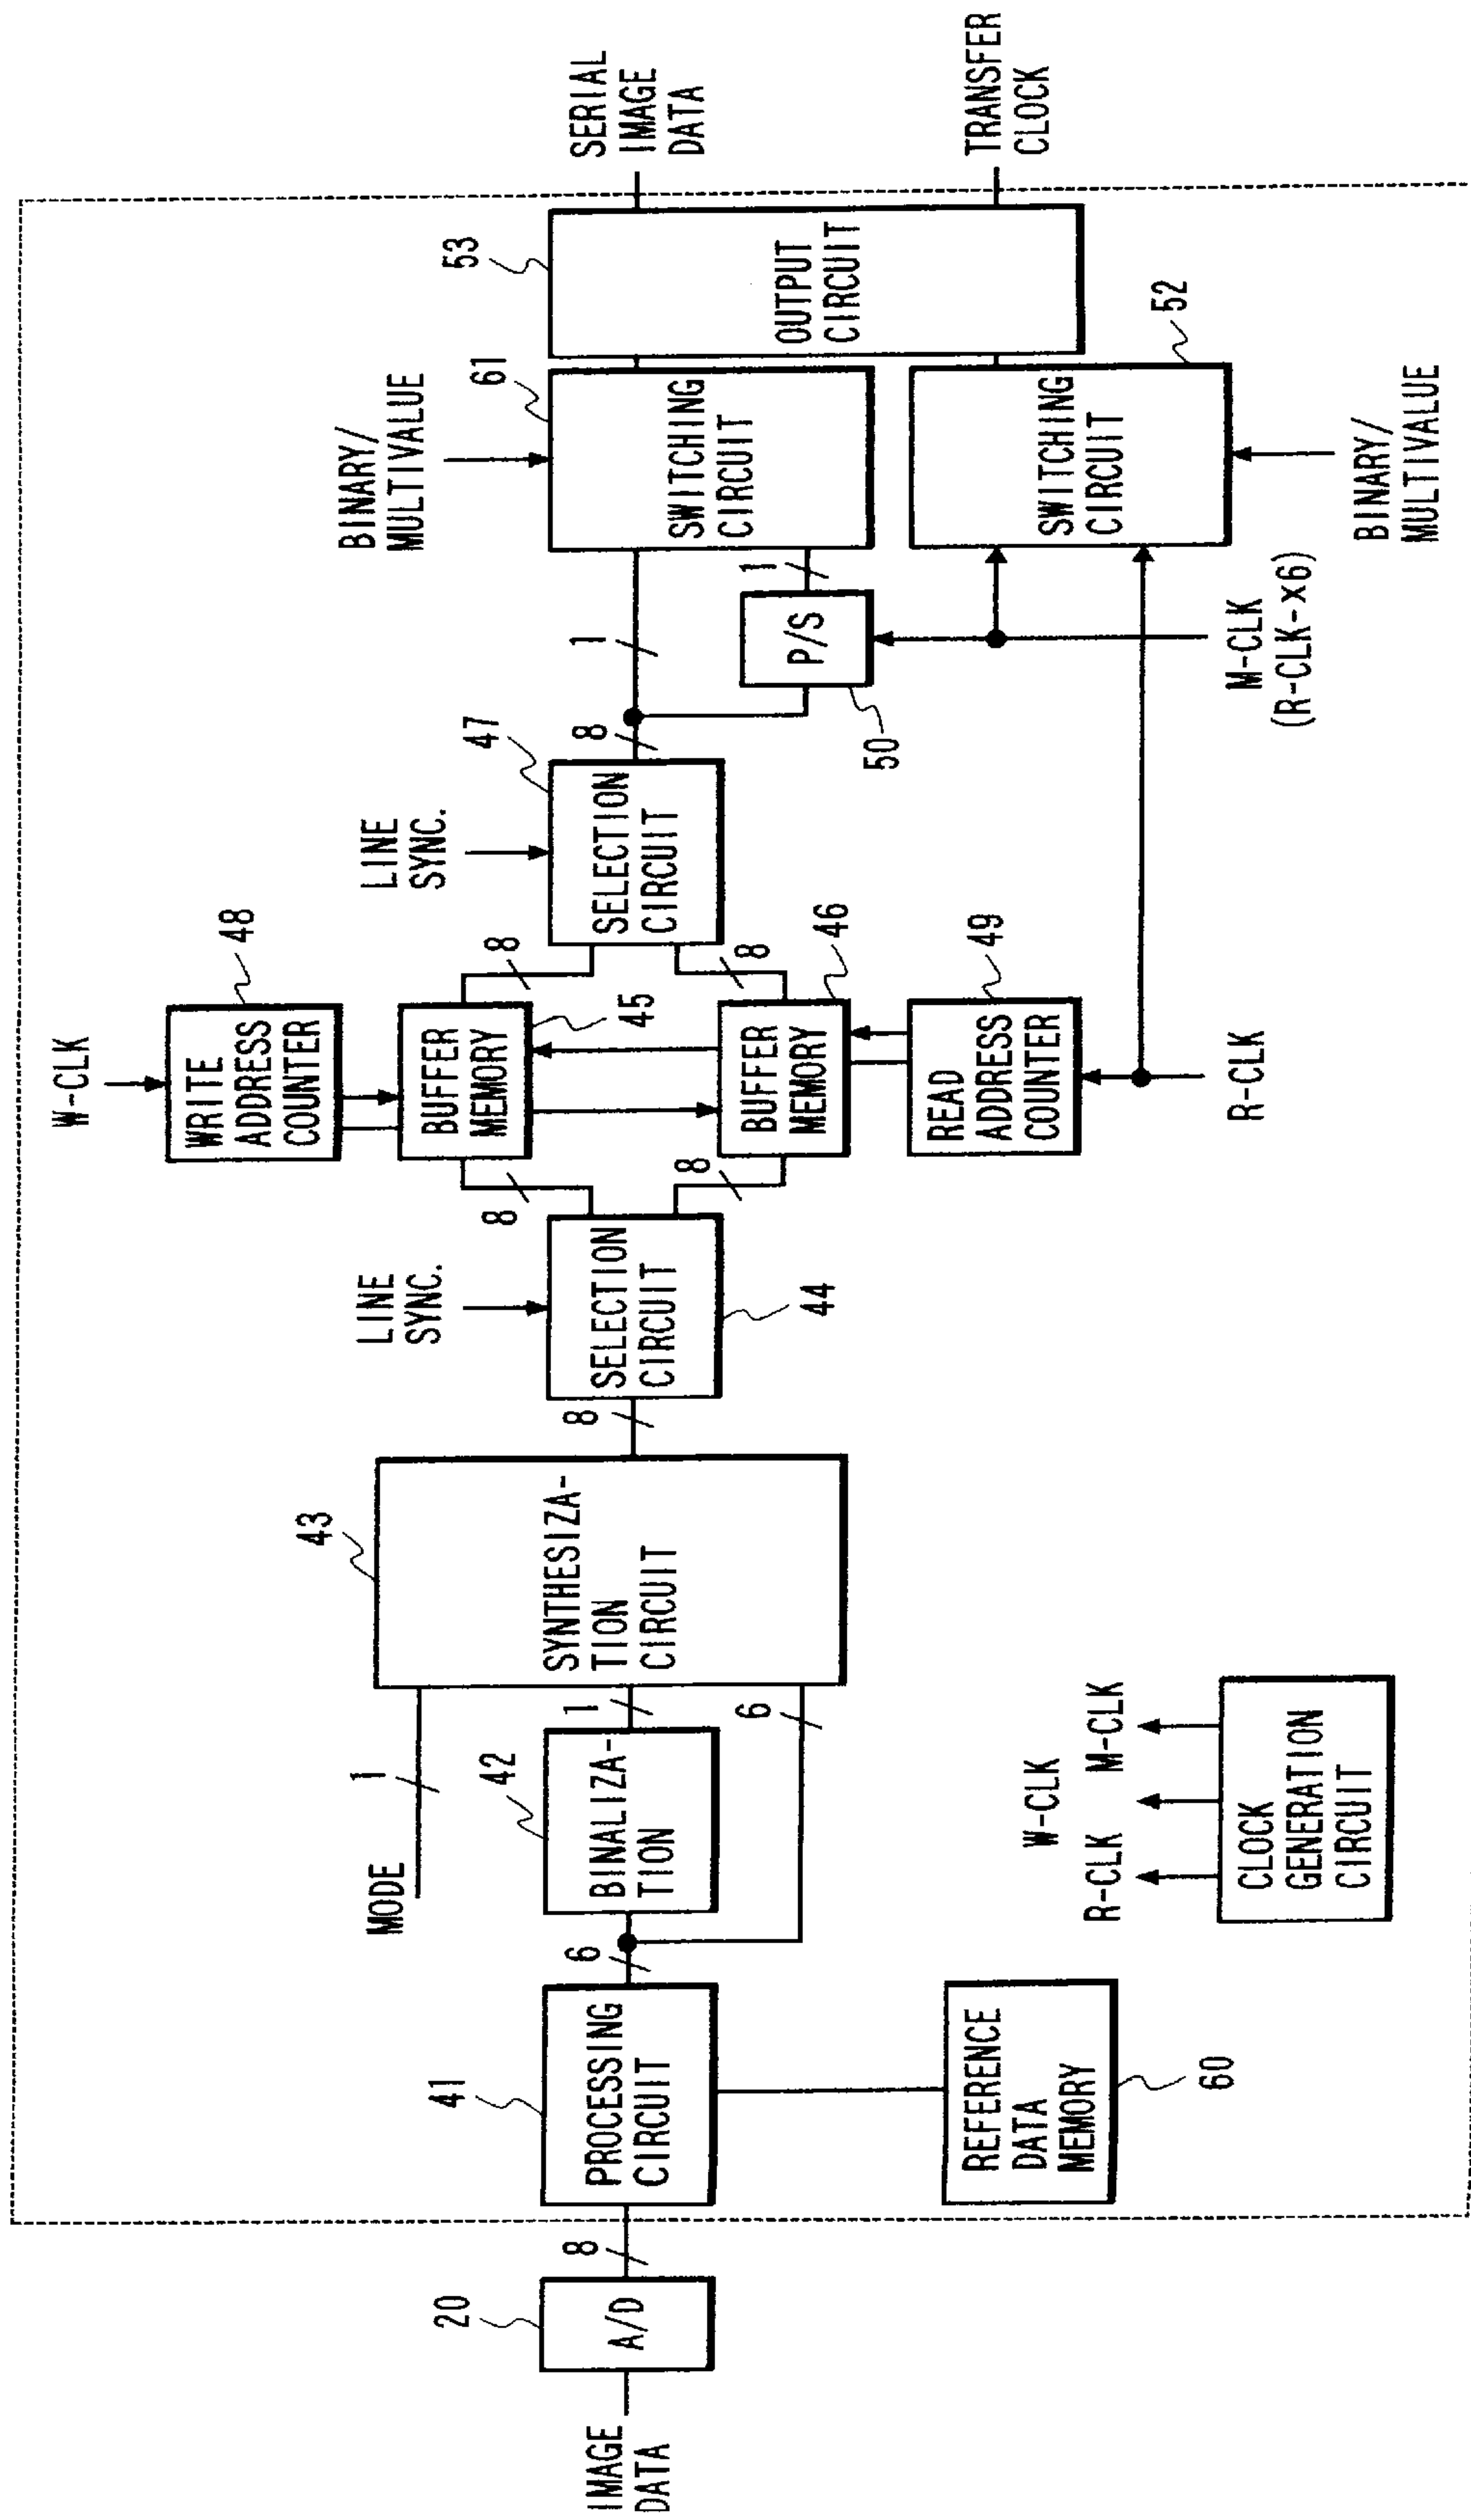 IMAGE
DATA
20
A/D
8
41
PROCESSING
CIRCUIT
60
REFERENCE
DATA
MEMORY
6
MODE
1
42
BINALIZA-
TION
1
6
R-CLK
W-CLK
M-CLK
CLOCK
GENERATION
CIRCUIT
43
SYNTHESIZA-
TION
CIRCUIT
8
LINE
SYNC.
44
SELECTION
CIRCUIT
8
8
W-CLK
48
WRITE
ADDRESS
COUNTER
45
BUFFER
MEMORY
46
BUFFER
MEMORY
49
READ
ADDRESS
COUNTER
R-CLK
8
8
LINE
SYNC.
47
SELECTION
CIRCUIT
8
1
50
P/S
1
M-CLK
(R-CLK-x6)
BINARY/
MULTIVALUE
61
SWITCHING
CIRCUIT
52
SWITCHING
CIRCUIT
BINARY/
MULTIVALUE
53
OUTPUT
CIRCUIT
SERIAL
IMAGE
DATA
TRANSFER
CLOCK